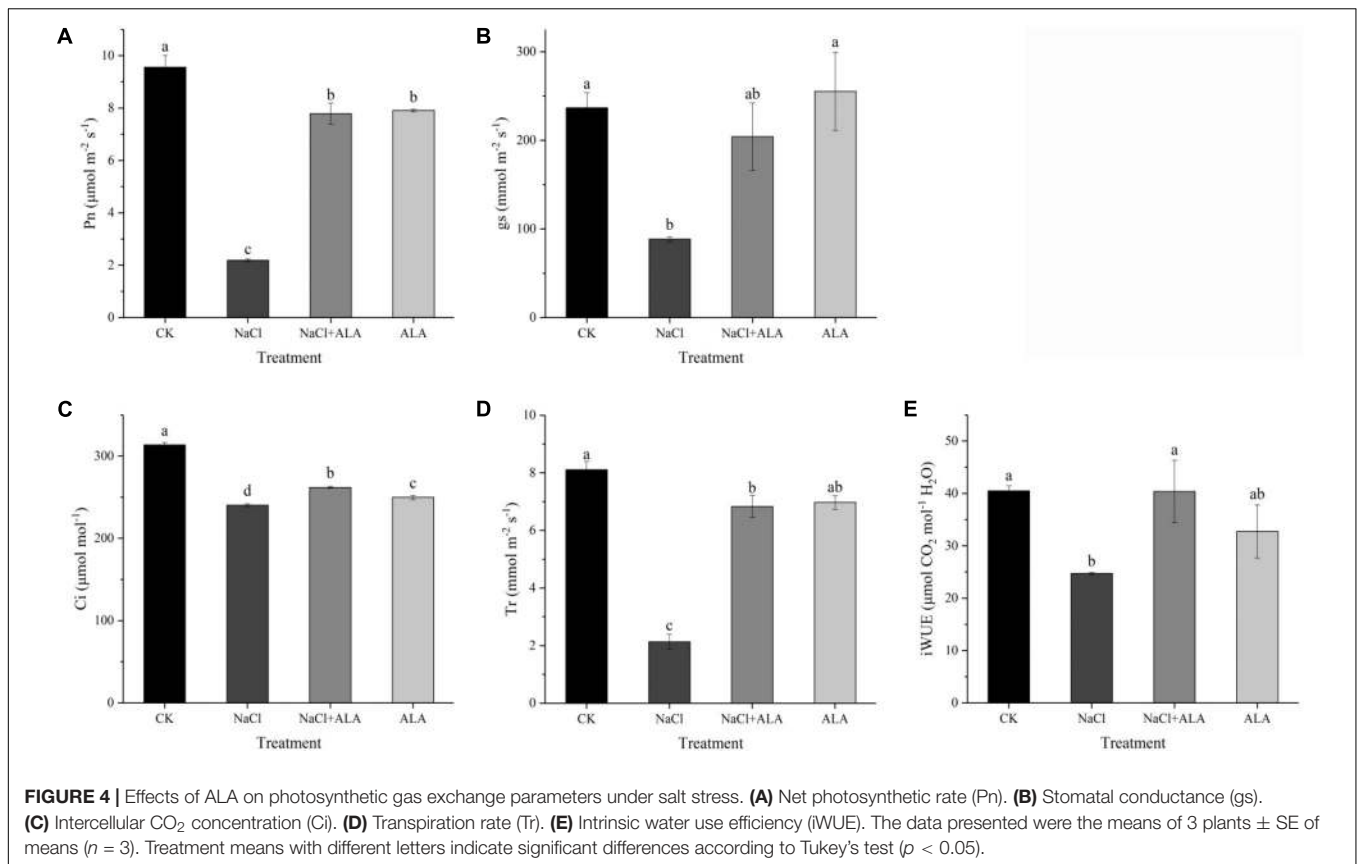 A
Pn (µmol m⁻² s⁻¹)
10
8
6
4
2
0
a
c
b
b
CK NaCl NaCl+ALA ALA
Treatment
B
gs (mmol m⁻² s⁻¹)
300
200
100
0
a
b
ab
a
CK NaCl NaCl+ALA ALA
Treatment
C
Ci (µmol mol⁻¹)
300
200
100
0
a
d
b
c
CK NaCl NaCl+ALA ALA
Treatment
D
Tr (mmol m⁻² s⁻¹)
10
8
6
4
2
0
a
c
b
ab
CK NaCl NaCl+ALA ALA
Treatment
E
iWUE (µmol CO₂ mol⁻¹ H₂O)
50
40
30
20
10
0
a
b
a
ab
CK NaCl NaCl+ALA ALA
Treatment
FIGURE 4 | Effects of ALA on photosynthetic gas exchange parameters under salt stress. (A) Net photosynthetic rate (Pn). (B) Stomatal conductance (gs).
(C) Intercellular CO₂ concentration (Ci). (D) Transpiration rate (Tr). (E) Intrinsic water use efficiency (iWUE). The data presented were the means of 3 plants ± SE of
means (n = 3). Treatment means with different letters indicate significant differences according to Tukey's test (p < 0.05).